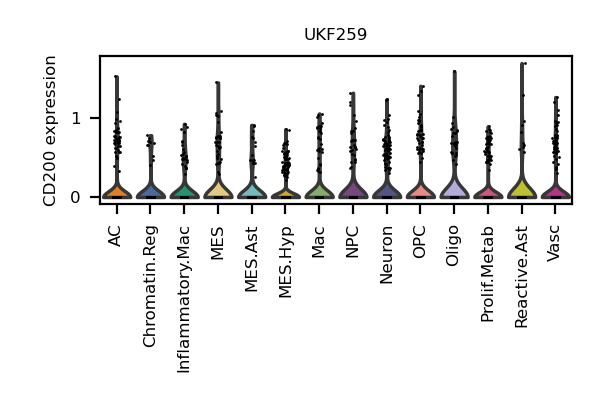 UKF259
CD200 expression
1
0
AC
Chromatin.Reg
Inflammatory.Mac
MES
MES.Ast
MES.Hyp
Mac
NPC
Neuron
OPC
Oligo
Prolif.Metab
Reactive.Ast
Vasc